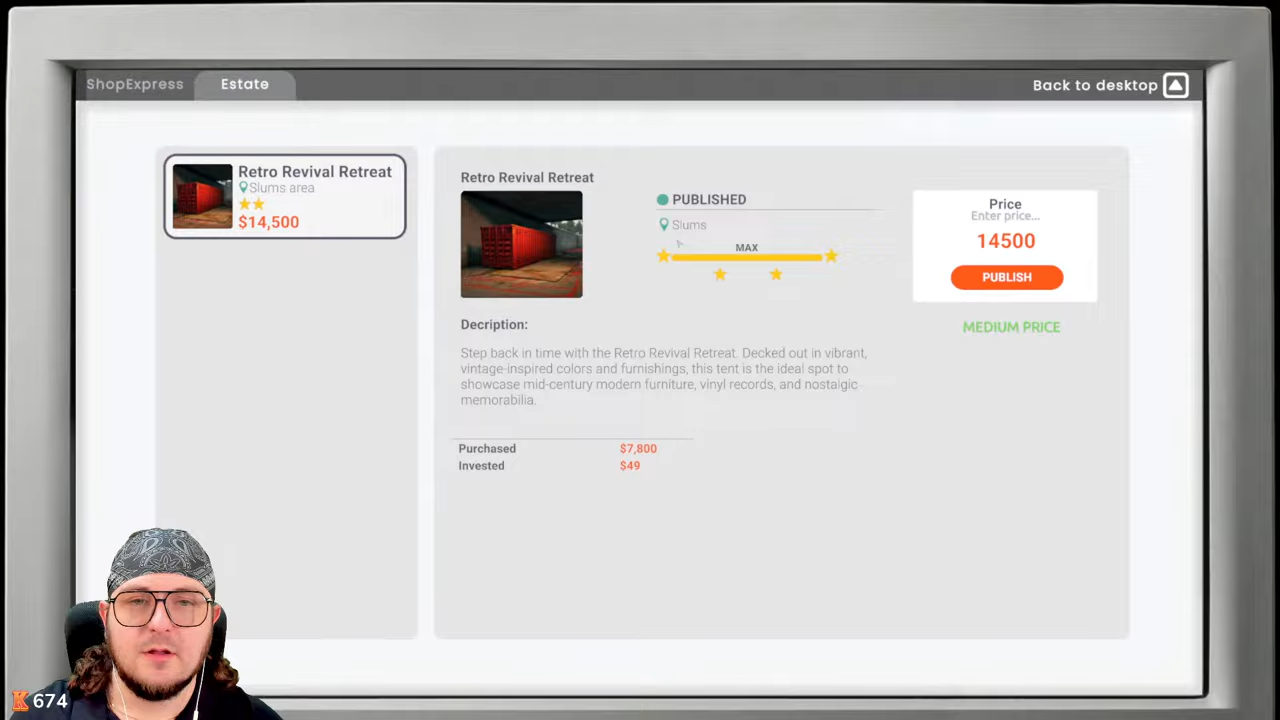 ShopExpress
Estate
Back to desktop
Retro Revival Retreat
Slums area
$14,500
Retro Revival Retreat
PUBLISHED
Slums
MAX
Price
Enter price...
14500
PUBLISH
MEDIUM PRICE
Decription:
Step back in time with the Retro Revival Retreat. Decked out in vibrant,
vintage-inspired colors and furnishings, this tent is the ideal spot to
showcase mid-century modern furniture, vinyl records, and nostalgic
memorabilia.
Purchased $7,800
Invested $49
K 674